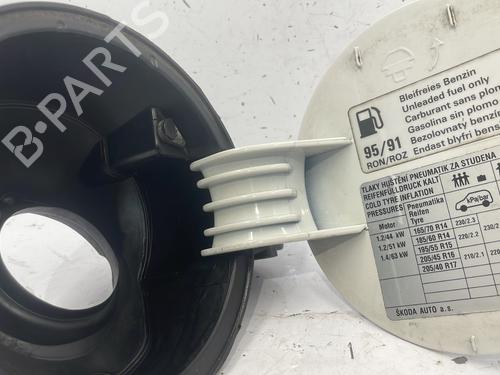 B-PARTS
Bleifreies Benzin
Unleaded fuel only
Carburant sans plom
Gasolina sin plomo
Bezolovnatý benzin
Endast blyfri bensin
95/91
RON/ROZ
TLAKY HUŠTĚNÍ PNEUMATIK ZA STUDENA
REIFENFÜLLDRUCK KALT
COLD TYRE INFLATION
PRESSURES
kPa/bar
Motor
Pneumatika
Reifen
Tyre
1.2/44 kW
1.2/51 kW
1.4/63 kW
165/70 R14
185/60 R14
195/55 R15
205/45 R16
205/40 R17
230/2.3
220/2.2
210/2.1
ŠKODA AUTO a.s.